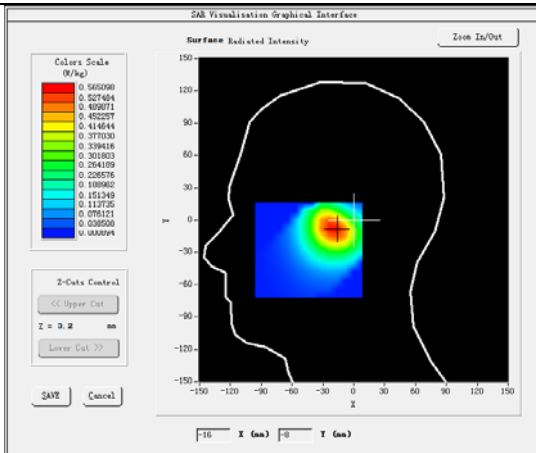 SAR Visualisation Graphical Interface
Surface Radiated Intensity
Zoom In/Out
Colors Scale
(W/kg)
0.565098
0.527484
0.489871
0.452257
0.414644
0.377030
0.339416
0.301803
0.264189
0.226576
0.188962
0.151349
0.113735
0.076121
0.038508
0.000894
150
120
90
60
30
0
-30
-60
-90
-120
-150
Y
-150 -120 -90 -60 -30 0 30 60 90 120 150
X
Z-Cuts Control
<< Upper Cut
Z = 3.2 mm
Lower Cut >>
SAVE Cancel
-16 X (mm) -8 Y (mm)